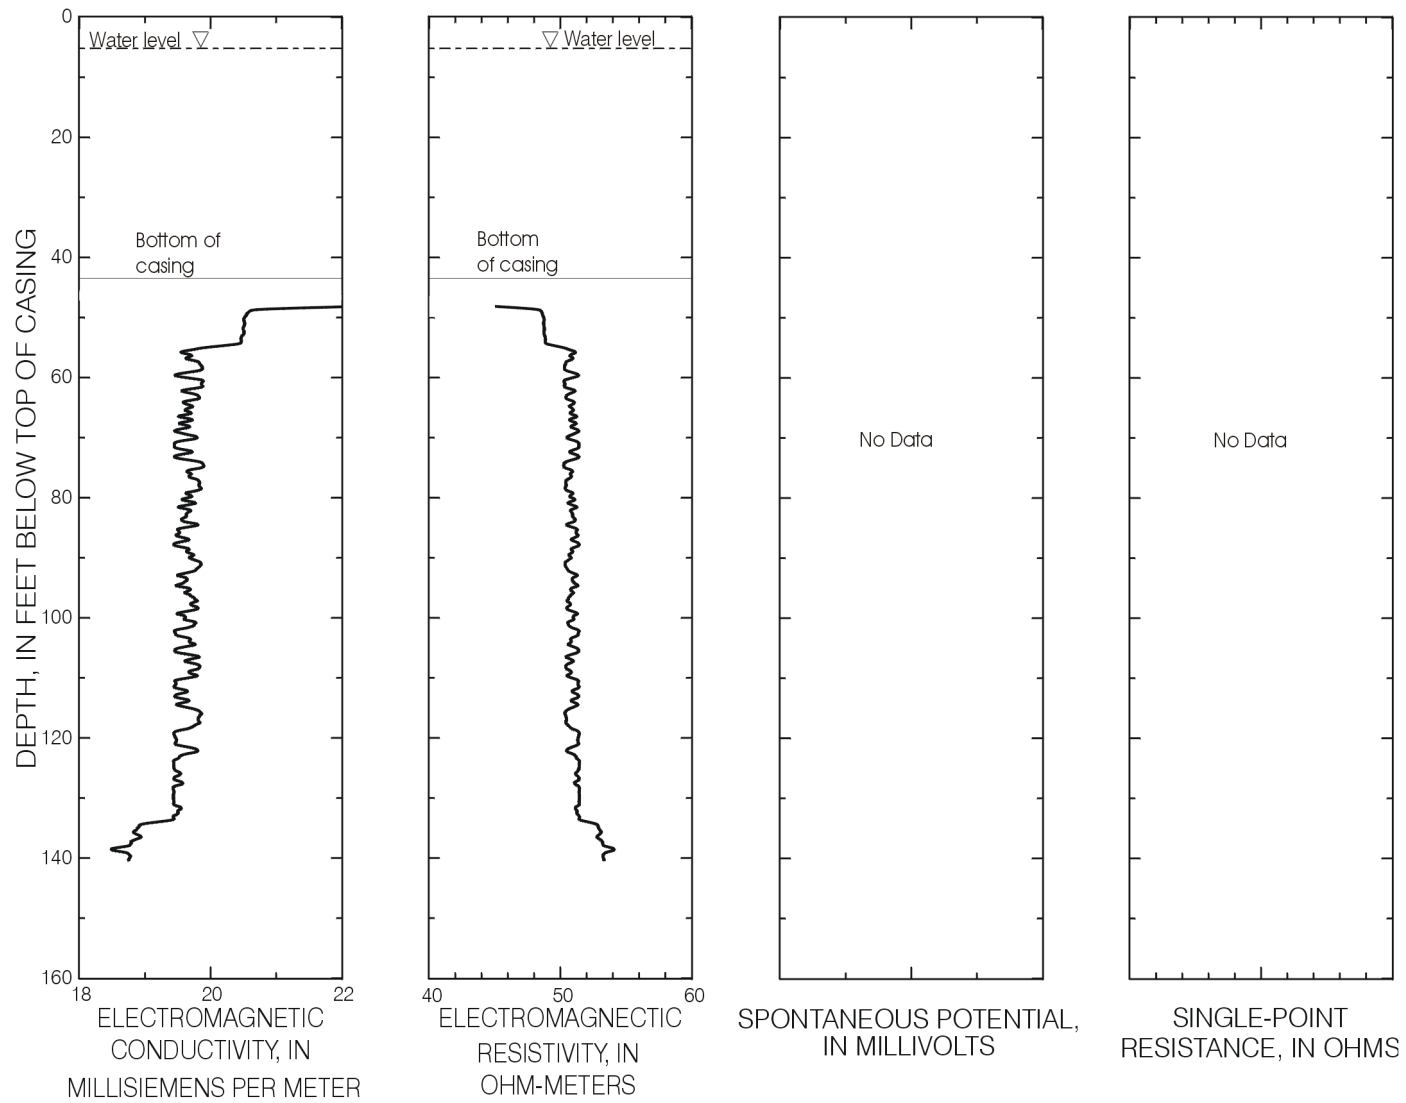 0
20
40
60
80
100
120
140
160
DEPTH, IN FEET BELOW TOP OF CASING
Water level
Bottom of
casing
18 20 22
ELECTROMAGNETIC
CONDUCTIVITY, IN
MILLISIEMENS PER METER
Water level
Bottom
of casing
40 50 60
ELECTROMAGNECTIC
RESISTIVITY, IN
OHM-METERS
No Data
SPONTANEOUS POTENTIAL,
IN MILLIVOLTS
No Data
SINGLE-POINT
RESISTANCE, IN OHMS